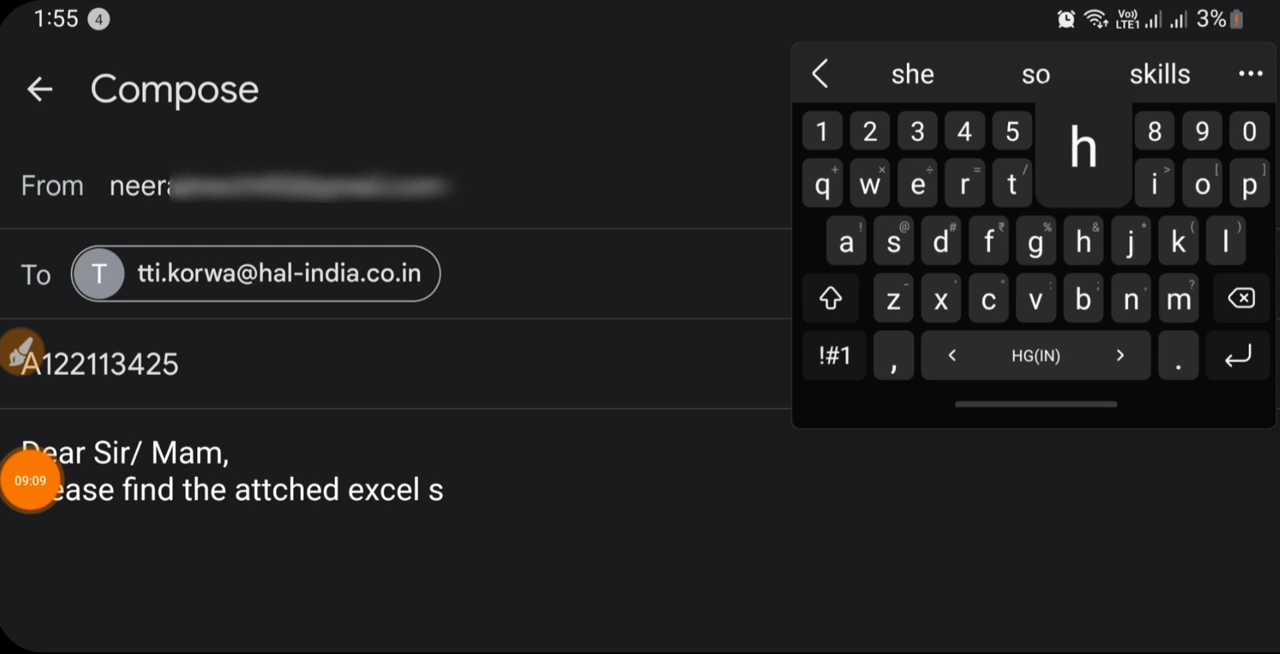 1:55 4 Vo)) LTE1 3%
← Compose
she so skills ...
1 2 3 4 5 h 8 9 0
From neera
q + w × e ÷ r = t / i > o [ p ]
a ! s @ d # f ₹ g % h & j * k ( l )
To T tti.korwa@hal-india.co.in
z - x ' c " v : b ; n , m ?
A122113425
!#1 , < HG(IN) > .
Dear Sir/ Mam,
09:09 ease find the attched excel s